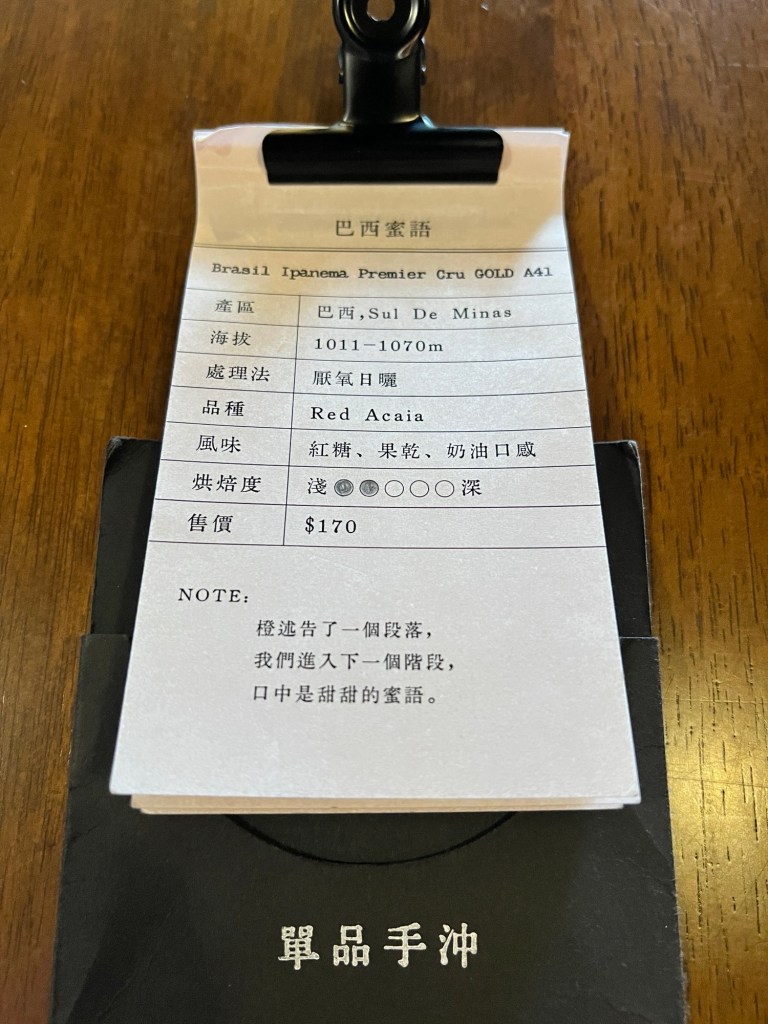 巴西蜜語
Brasil Ipanema Premier Cru GOLD A41
產區 巴西,Sul De Minas
海拔 1011-1070m
處理法 厭氧日曬
品種 Red Acaia
風味 紅糖、果乾、奶油口感
烘焙度 淺●●○○○深
售價 $170
NOTE:
橙述告了一個段落,
我們進入下一個階段,
口中是甜甜的蜜語。
單品手沖